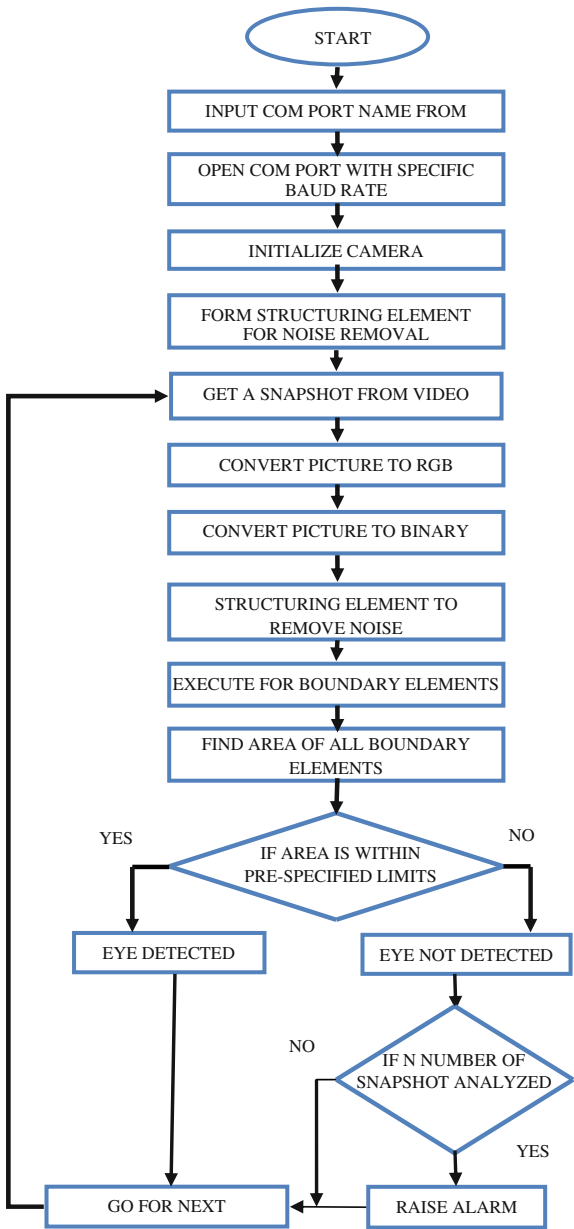 START
INPUT COM PORT NAME FROM
OPEN COM PORT WITH SPECIFIC
BAUD RATE
INITIALIZE CAMERA
FORM STRUCTURING ELEMENT
FOR NOISE REMOVAL
GET A SNAPSHOT FROM VIDEO
CONVERT PICTURE TO RGB
CONVERT PICTURE TO BINARY
STRUCTURING ELEMENT TO
REMOVE NOISE
EXECUTE FOR BOUNDARY ELEMENTS
FIND AREA OF ALL BOUNDARY
ELEMENTS
YES
NO
IF AREA IS WITHIN
PRE-SPECIFIED LIMITS
EYE DETECTED
EYE NOT DETECTED
NO
IF N NUMBER OF
SNAPSHOT ANALYZED
YES
GO FOR NEXT
RAISE ALARM